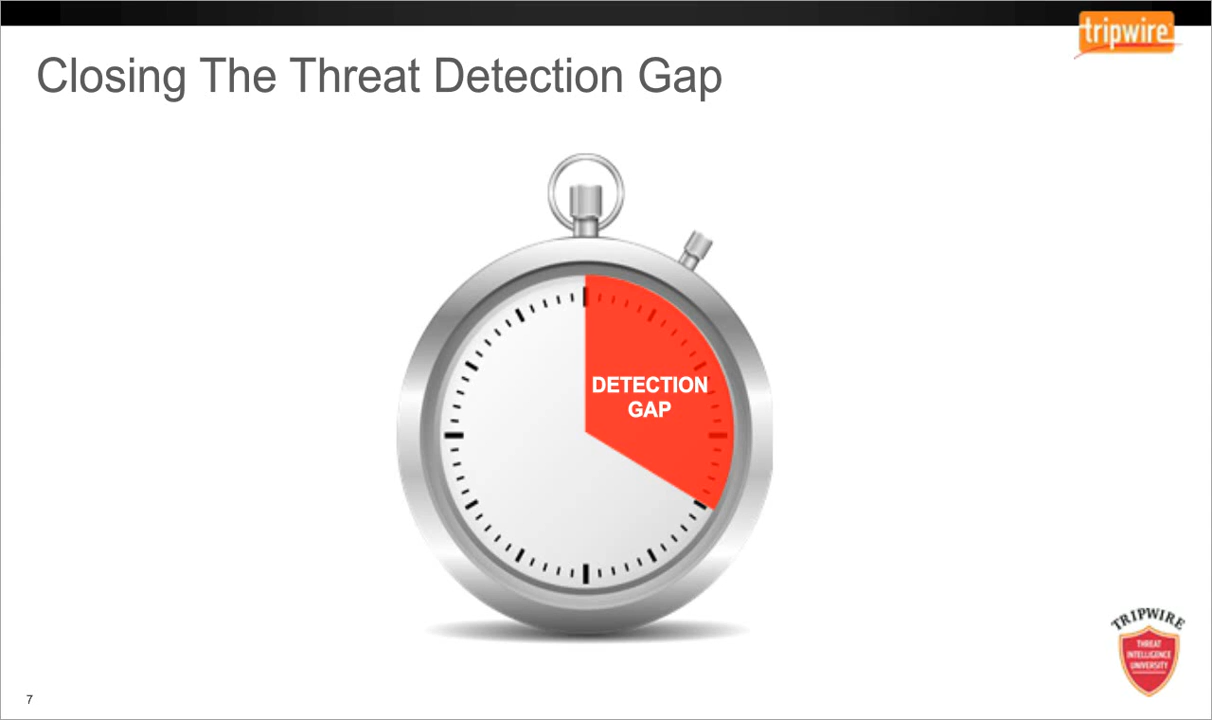 tripwire
Closing The Threat Detection Gap
DETECTION
GAP
TRIPWIRE
THREAT
INTELLIGENCE
UNIVERSITY
7